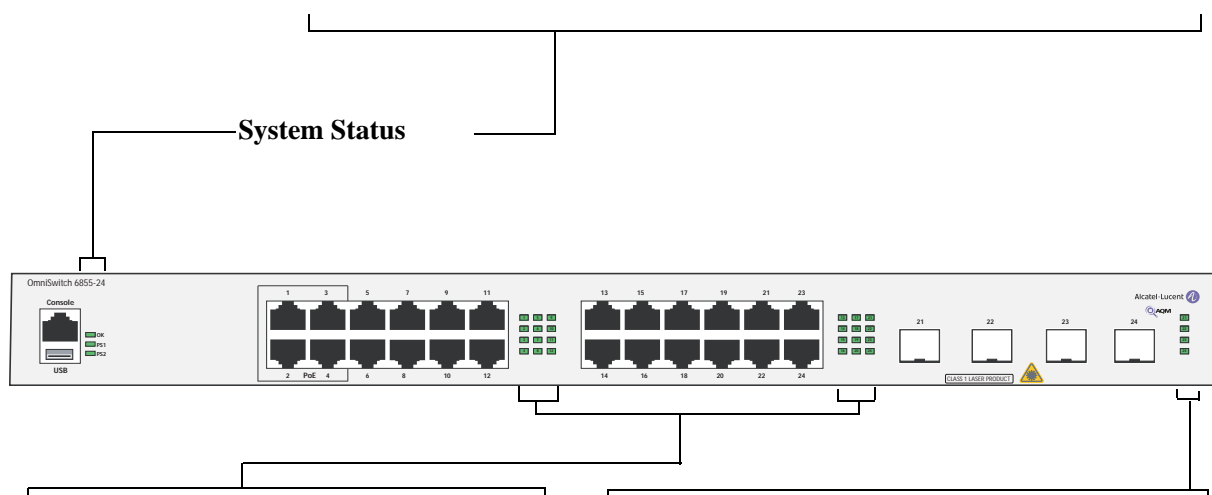 System Status
OmniSwitch 6855-24
Console
OK
PS1
PS2
USB
1 3 5 7 9 11
2 PoE 4 6 8 10 12
13 15 17 19 21 23
14 16 18 20 22 24
21 22 23 24
CLASS 1 LASER PRODUCT
Alcatel-Lucent
AQM